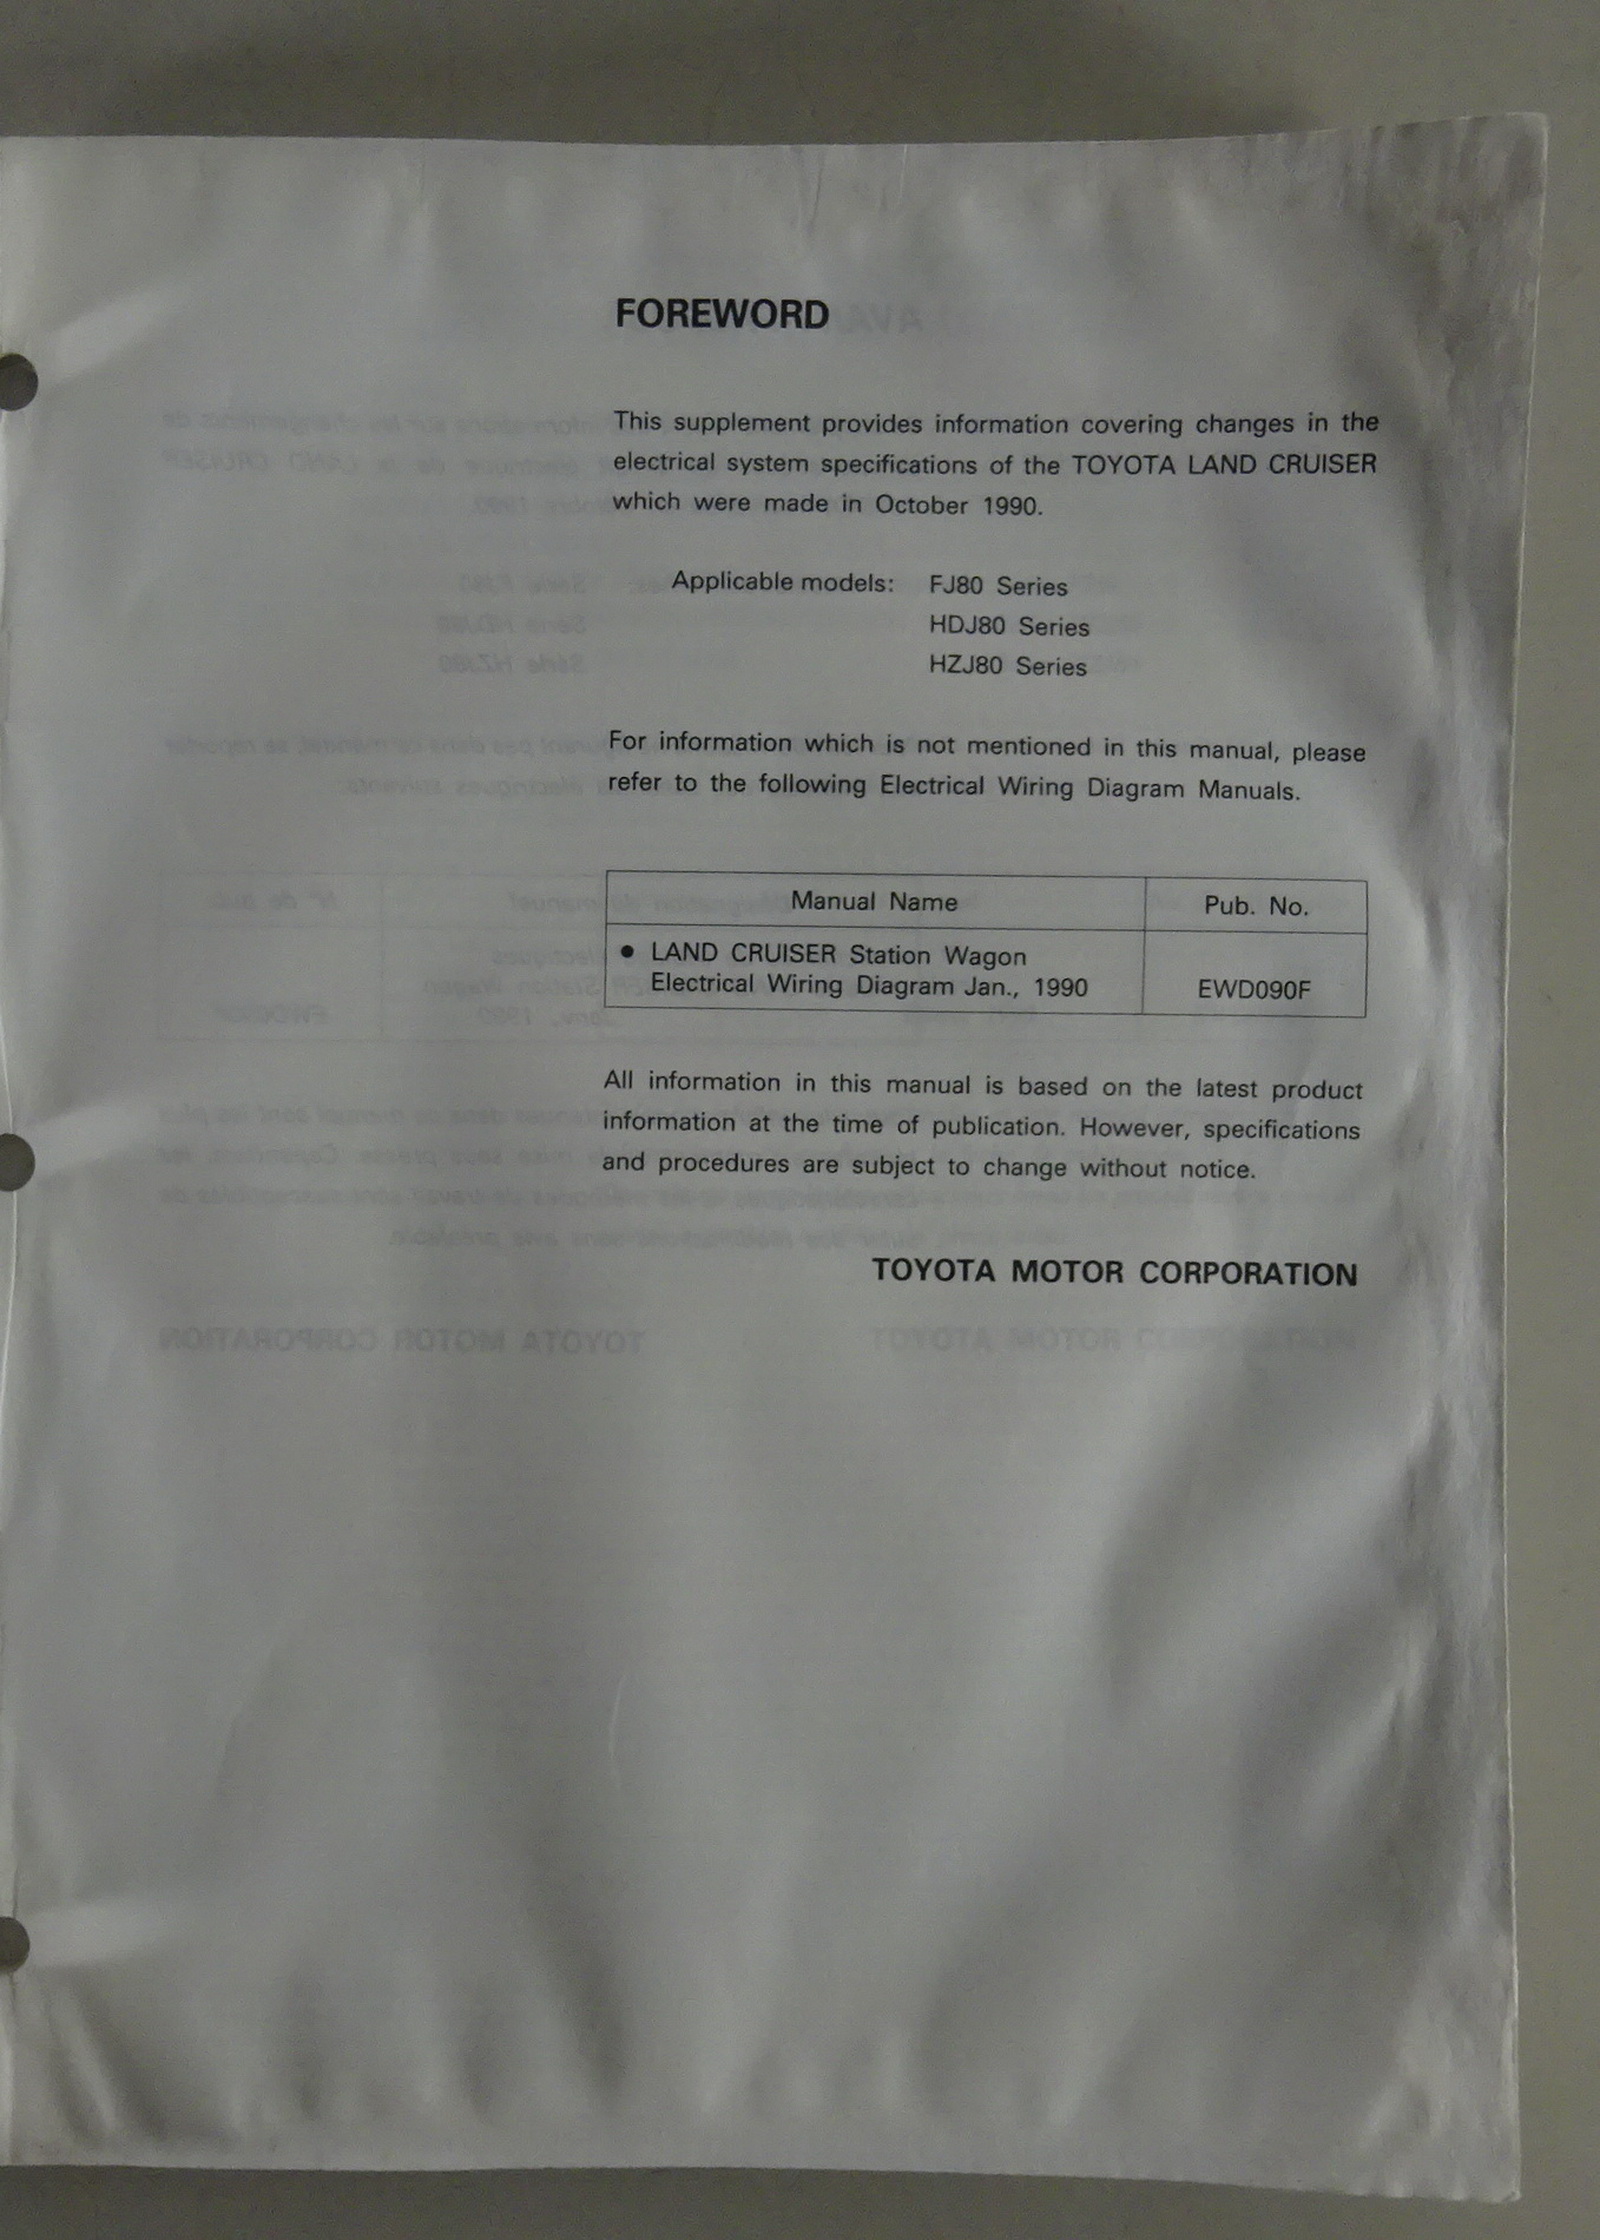 FOREWORD
This supplement provides information covering changes in the
electrical system specifications of the TOYOTA LAND CRUISER
which were made in October 1990.
Applicable models: FJ80 Series
HDJ80 Series
HZJ80 Series
For information which is not mentioned in this manual, please
refer to the following Electrical Wiring Diagram Manuals.
Manual Name Pub. No.
● LAND CRUISER Station Wagon
Electrical Wiring Diagram Jan., 1990 EWD090F
All information in this manual is based on the latest product
information at the time of publication. However, specifications
and procedures are subject to change without notice.
TOYOTA MOTOR CORPORATION